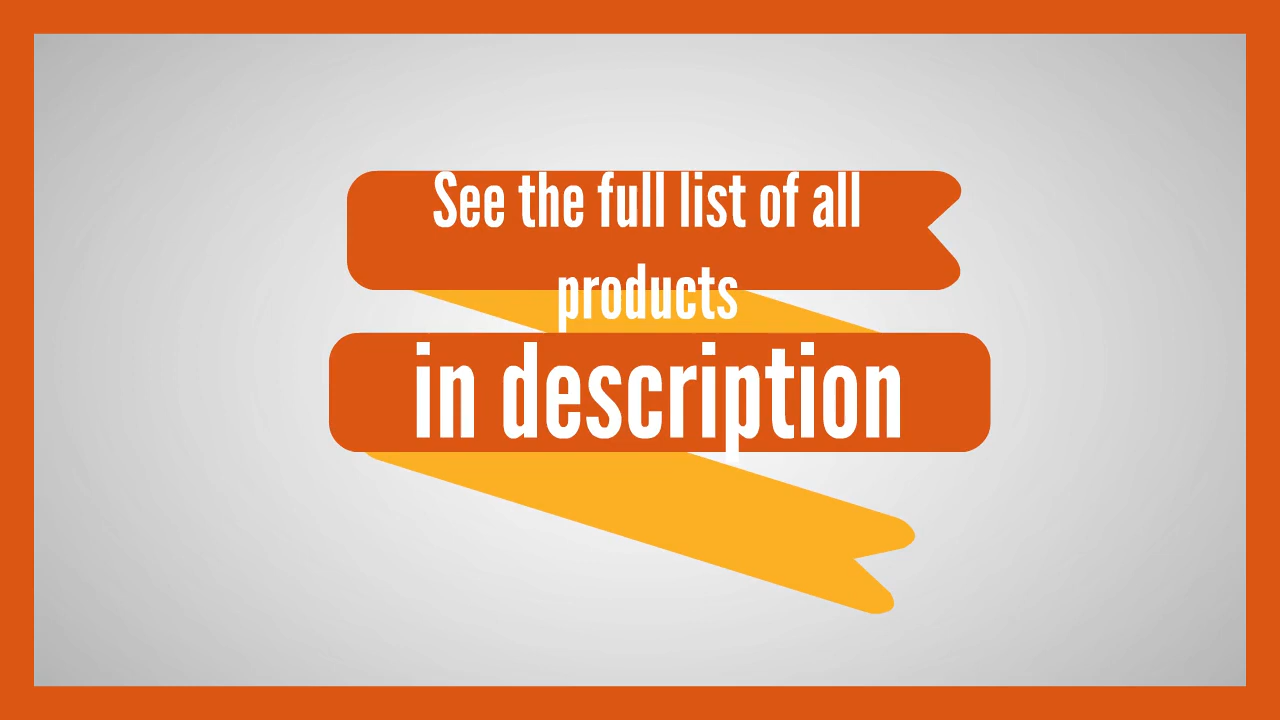 See the full list of all
products
in description